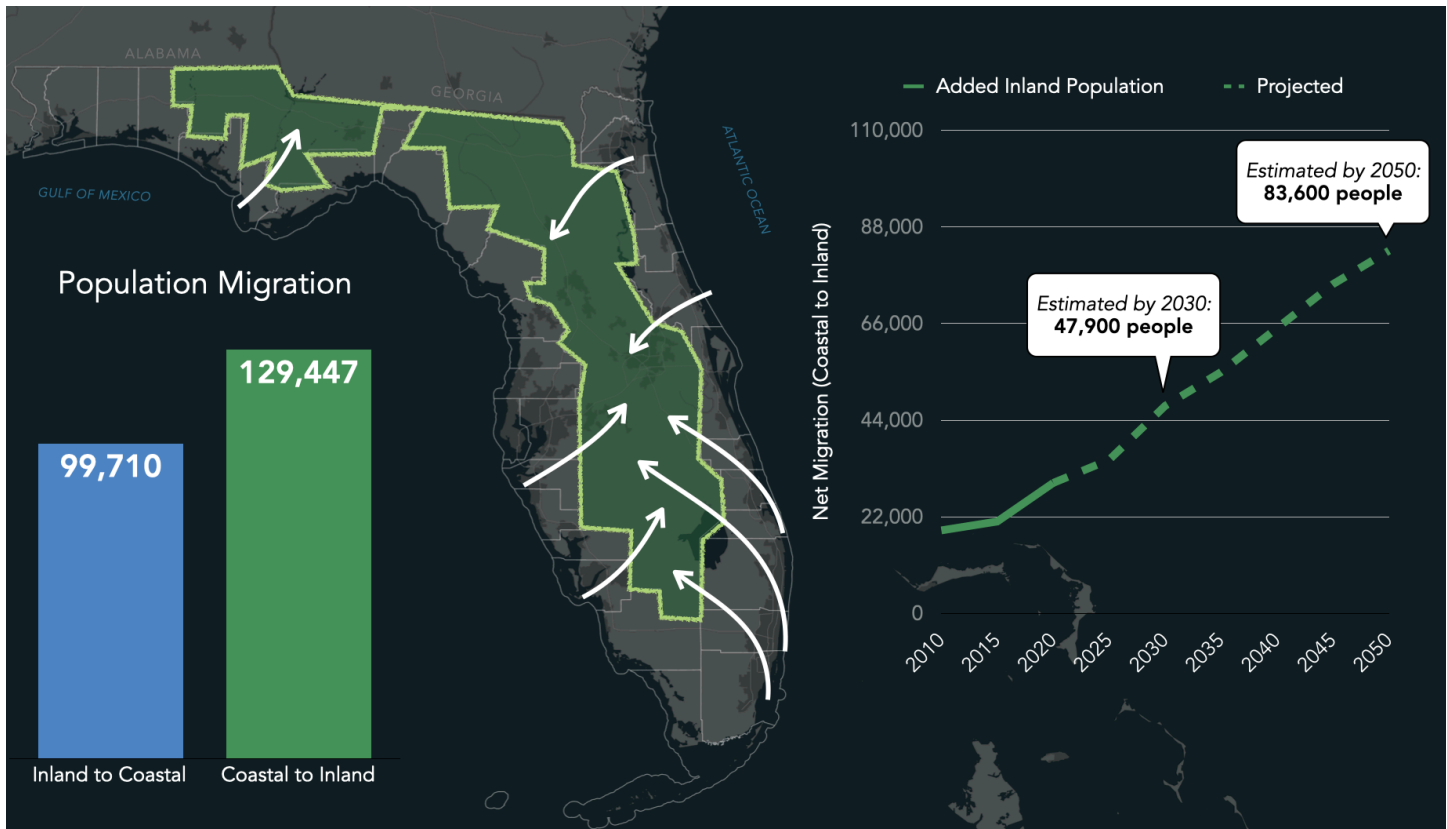 ALABAMA
GEORGIA
GULF OF MEXICO
ATLANTIC OCEAN
Population Migration
129,447
99,710
Inland to Coastal
Coastal to Inland
Added Inland Population
Projected
Net Migration (Coastal to Inland)
110,000
88,000
66,000
44,000
22,000
0
Estimated by 2050:
83,600 people
Estimated by 2030:
47,900 people
2010
2015
2020
2025
2030
2035
2040
2045
2050